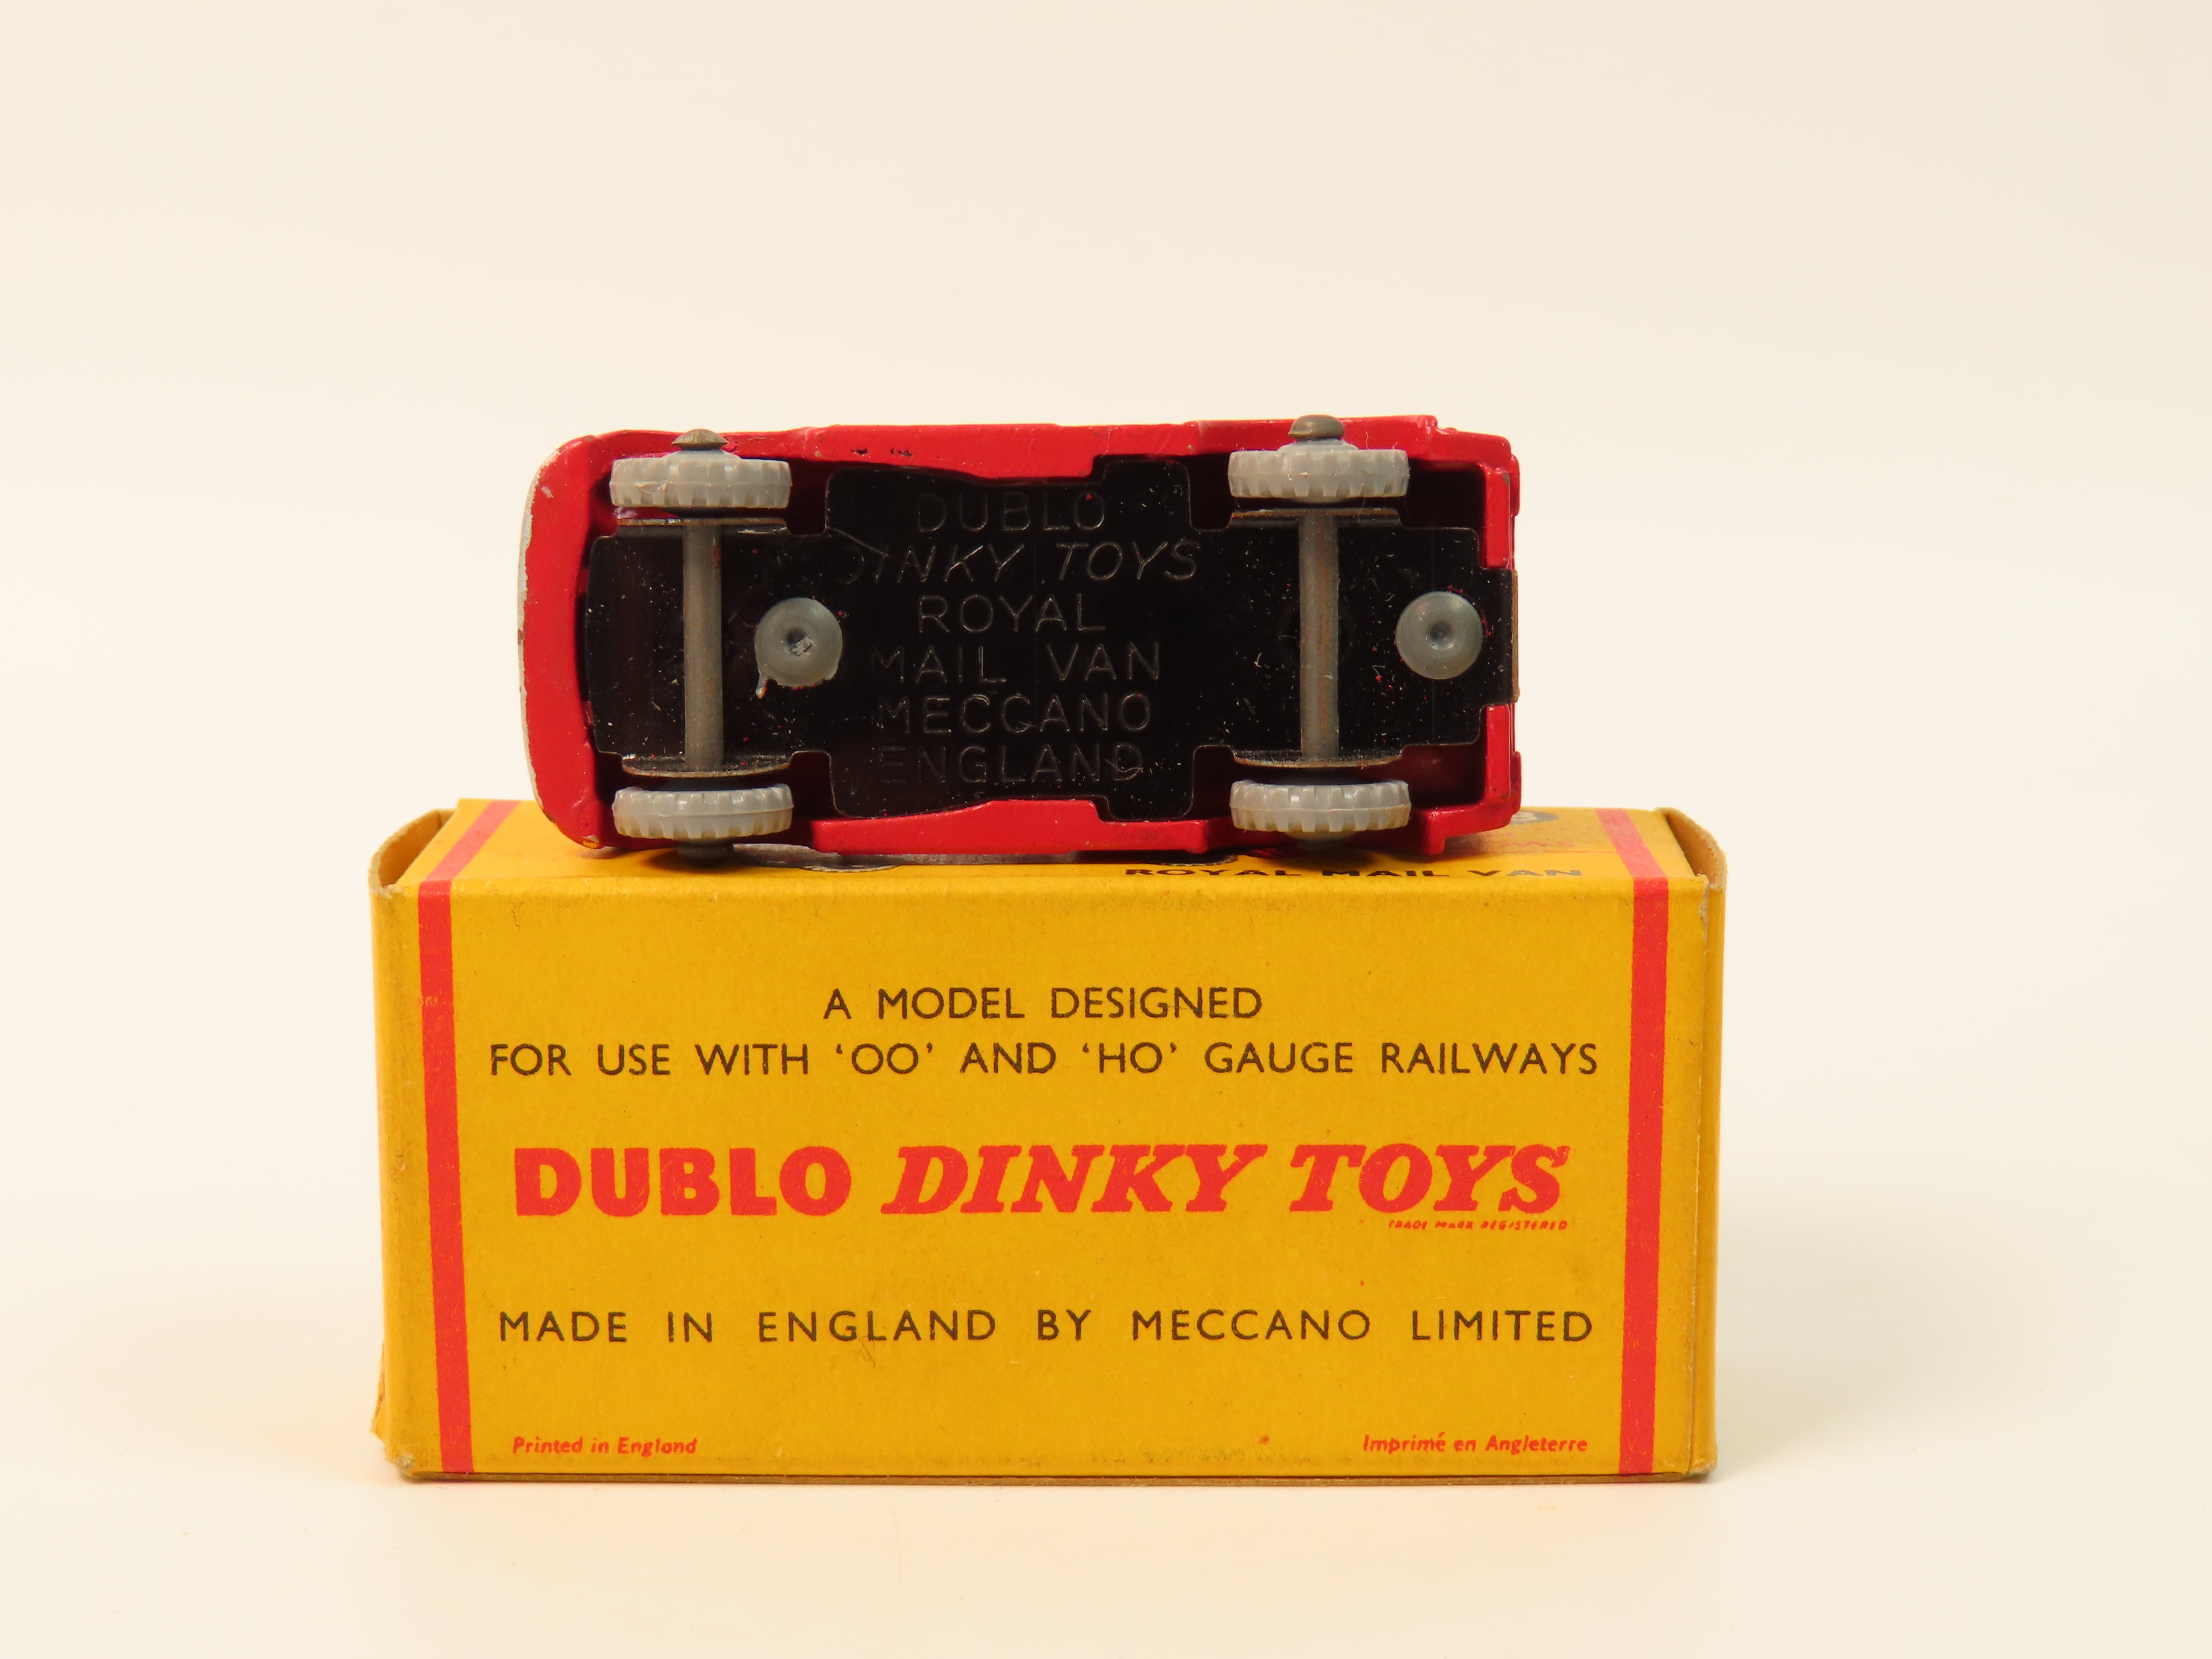 DUBLO
DINKY TOYS
ROYAL
MAIL VAN
MECCANO
ENGLAND
ROYAL MAIL VAN
A MODEL DESIGNED
FOR USE WITH ‘OO’ AND ‘HO’ GAUGE RAILWAYS
DUBLO DINKY TOYS
TRADE MARK REGISTERED
MADE IN ENGLAND BY MECCANO LIMITED
Printed in England
Imprimé en Angleterre